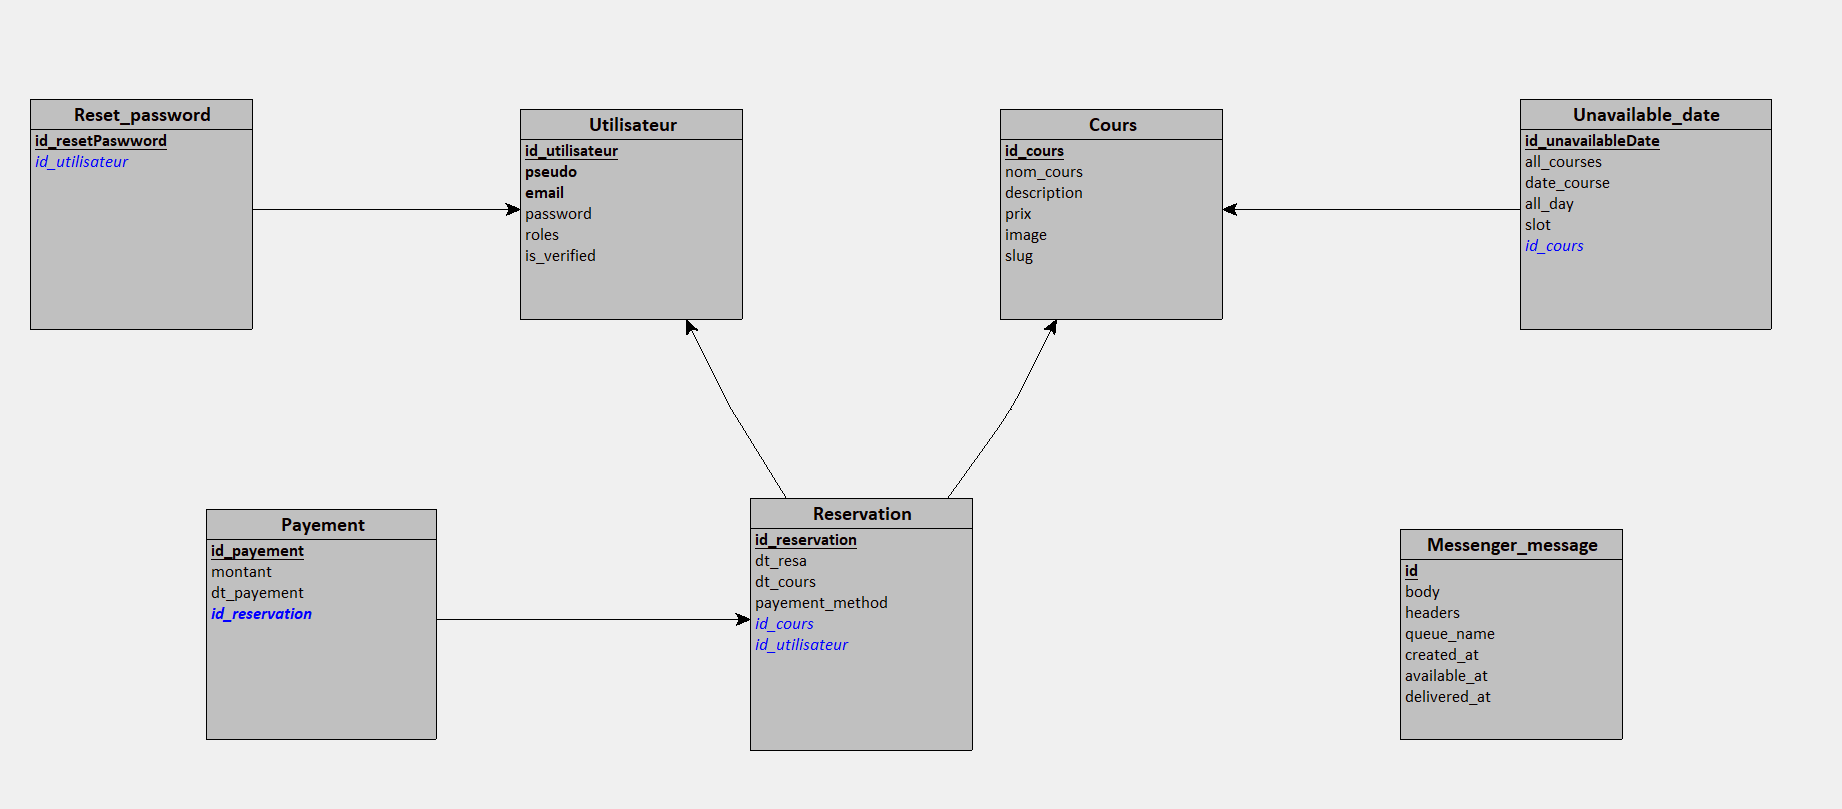 Reset_password
id_resetPaswword
id_utilisateur
Utilisateur
id_utilisateur
pseudo
email
password
roles
is_verified
Cours
id_cours
nom_cours
description
prix
image
slug
Unavailable_date
id_unavailableDate
all_courses
date_course
all_day
slot
id_cours
Payement
id_payement
montant
dt_payement
id_reservation
Reservation
id_reservation
dt_resa
dt_cours
payement_method
id_cours
id_utilisateur
Messenger_message
id
body
headers
queue_name
created_at
available_at
delivered_at